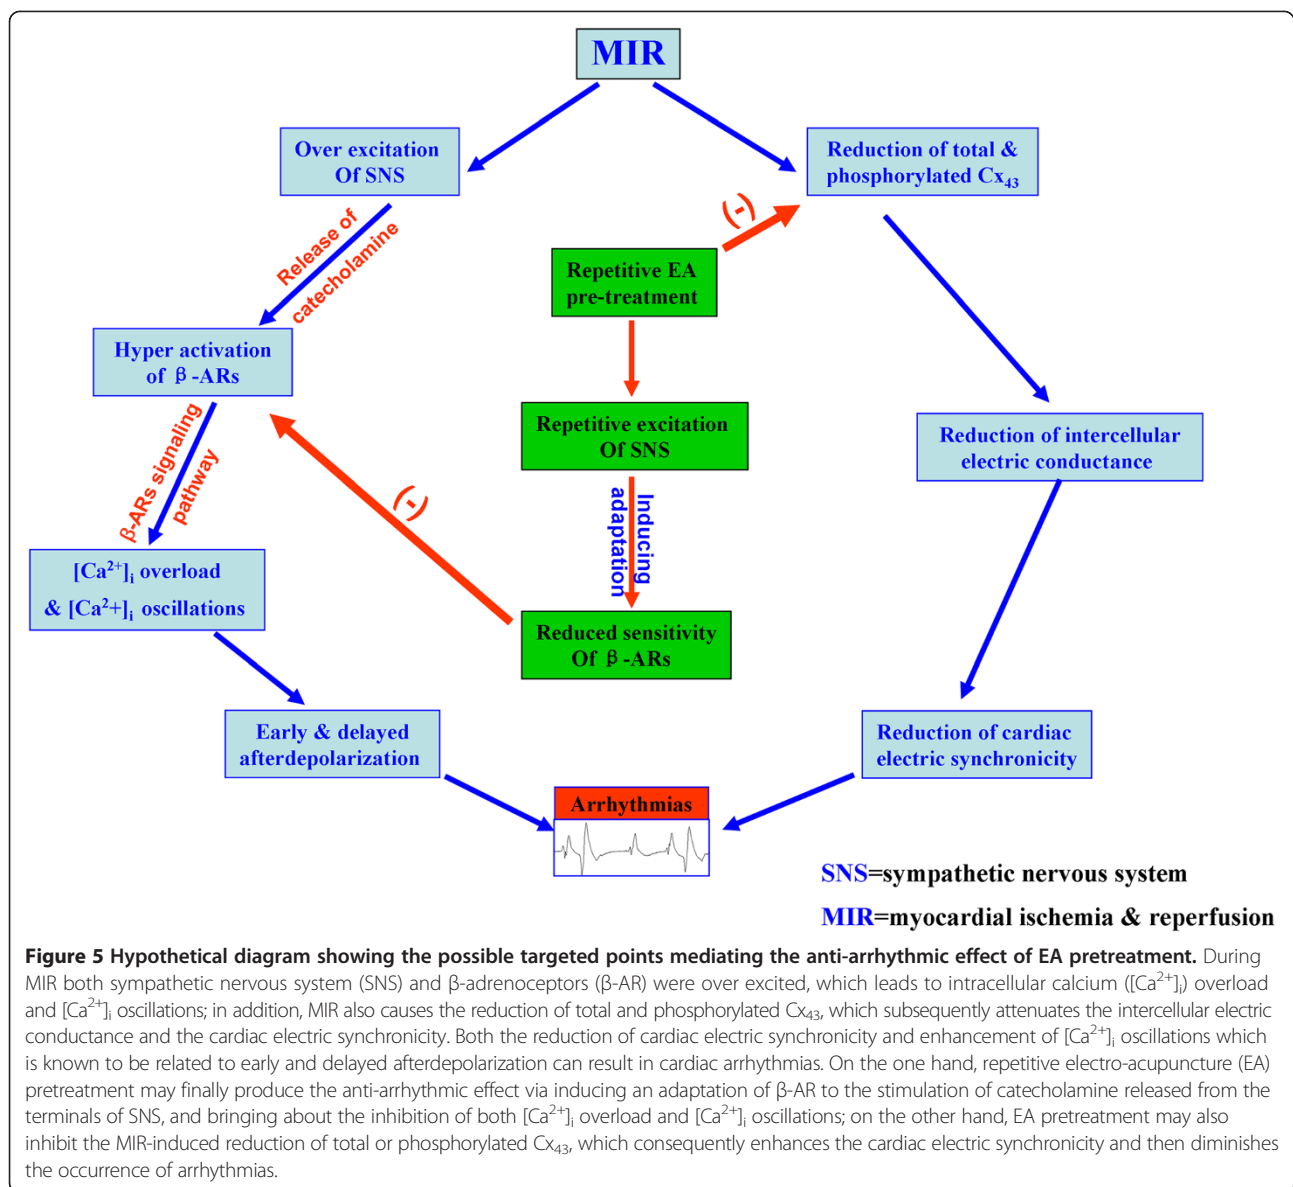 MIR
Over excitation
Of SNS
Reduction of total &
phosphorylated Cx43
(-)
Release of
catecholamine
Repetitive EA
pre-treatment
Hyper activation
of β-ARs
Repetitive excitation
Of SNS
Reduction of intercellular
electric conductance
β-ARs signaling
pathway
(-)
Inducing
adaptation
[Ca²⁺]i overload
& [Ca²+]i oscillations
Reduced sensitivity
Of β-ARs
Early & delayed
afterdepolarization
Reduction of cardiac
electric synchronicity
Arrhythmias
SNS=sympathetic nervous system
MIR=myocardial ischemia & reperfusion
Figure 5 Hypothetical diagram showing the possible targeted points mediating the anti-arrhythmic effect of EA pretreatment. During
MIR both sympathetic nervous system (SNS) and β-adrenoceptors (β-AR) were over excited, which leads to intracellular calcium ([Ca²⁺]i) overload
and [Ca²⁺]i oscillations; in addition, MIR also causes the reduction of total and phosphorylated Cx43, which subsequently attenuates the intercellular electric
conductance and the cardiac electric synchronicity. Both the reduction of cardiac electric synchronicity and enhancement of [Ca²⁺]i oscillations which
is known to be related to early and delayed afterdepolarization can result in cardiac arrhythmias. On the one hand, repetitive electro-acupuncture (EA)
pretreatment may finally produce the anti-arrhythmic effect via inducing an adaptation of β-AR to the stimulation of catecholamine released from the
terminals of SNS, and bringing about the inhibition of both [Ca²⁺]i overload and [Ca²⁺]i oscillations; on the other hand, EA pretreatment may also
inhibit the MIR-induced reduction of total or phosphorylated Cx43, which consequently enhances the cardiac electric synchronicity and then diminishes
the occurrence of arrhythmias.